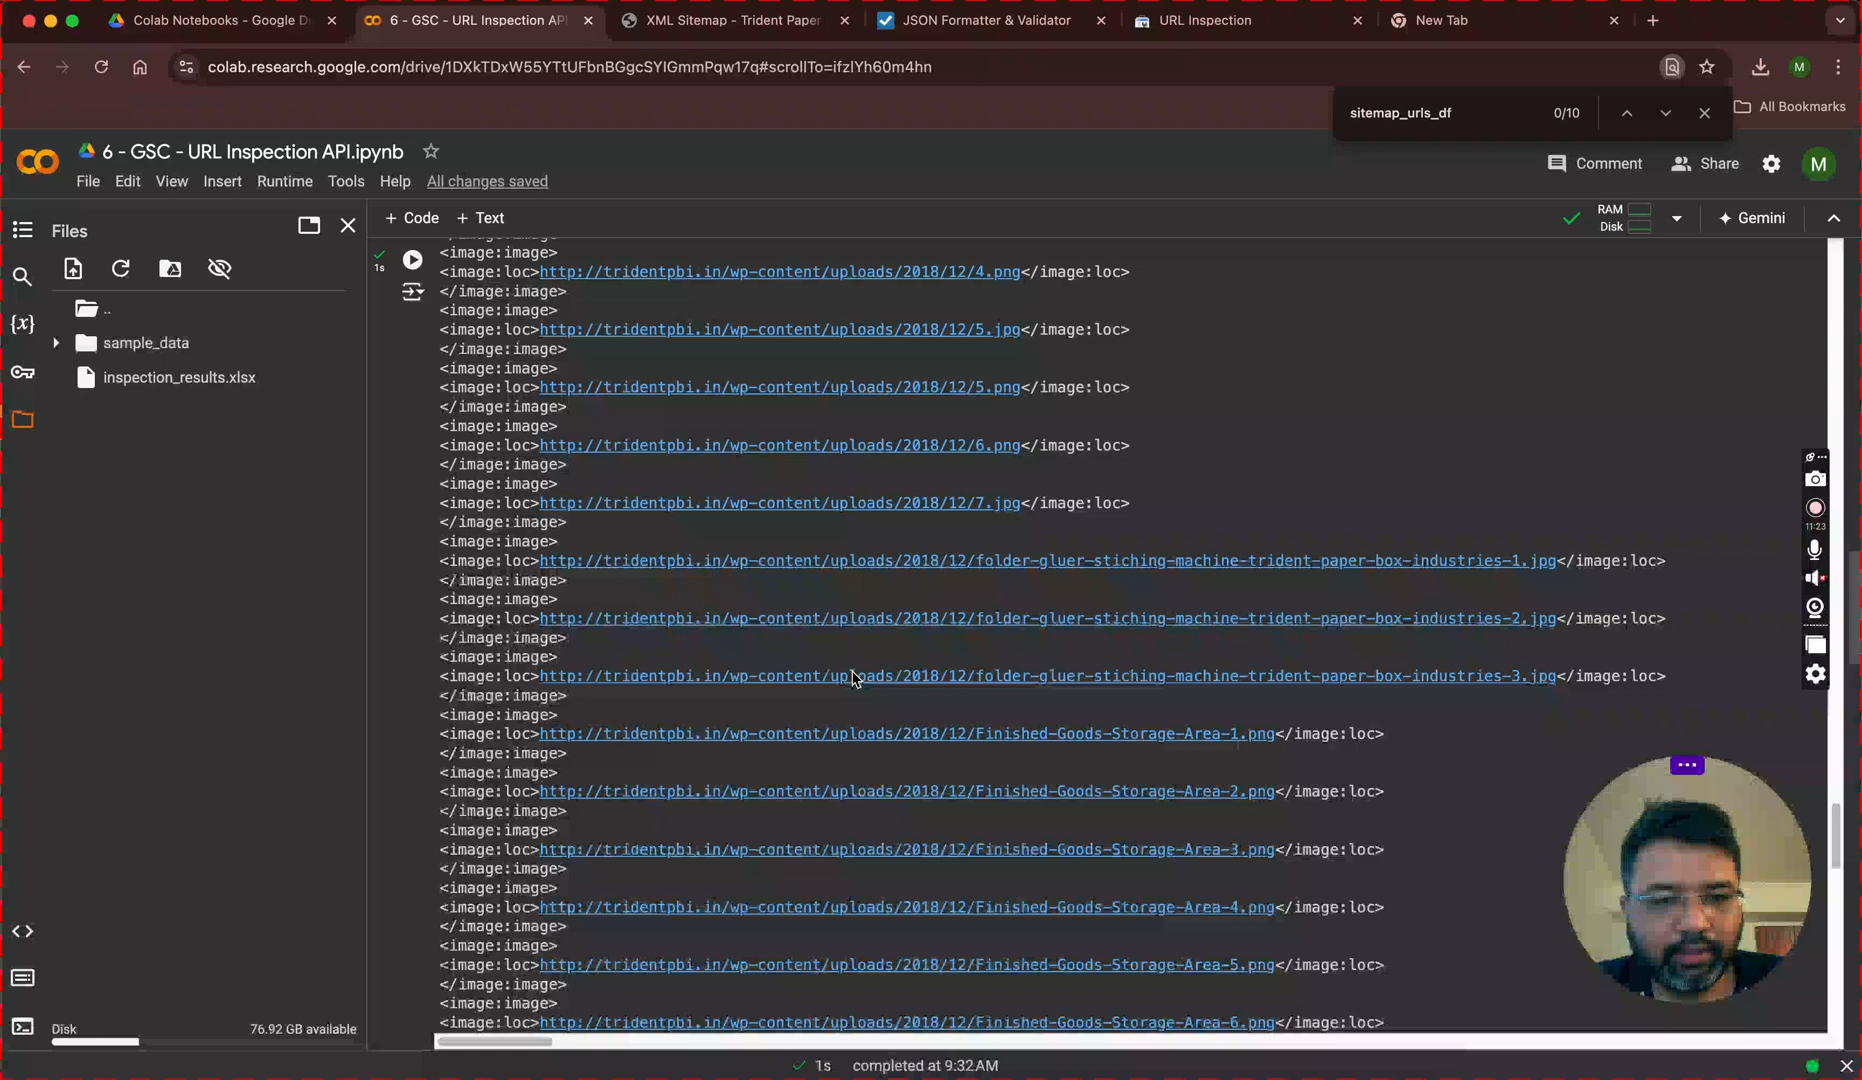 Colab Notebooks - Google Dr
6 - GSC - URL Inspection API
XML Sitemap - Trident Paper
JSON Formatter & Validator
URL Inspection
New Tab
colab.research.google.com/drive/1DXkTDxW55YTtUFbnBGgcSYIGmmPqw17q#scrollTo=ifzlYh60m4hn
M
All Bookmarks
sitemap_urls_df 0/10
6 - GSC - URL Inspection API.ipynb
Comment
Share
M
File Edit View Insert Runtime Tools Help All changes saved
Files
+ Code + Text
RAM
Disk
Gemini
..
sample_data
inspection_results.xlsx
{x}
1s
<image:image>
<image:loc>http://tridentpbi.in/wp-content/uploads/2018/12/4.png</image:loc>
</image:image>
<image:image>
<image:loc>http://tridentpbi.in/wp-content/uploads/2018/12/5.jpg</image:loc>
</image:image>
<image:image>
<image:loc>http://tridentpbi.in/wp-content/uploads/2018/12/5.png</image:loc>
</image:image>
<image:image>
<image:loc>http://tridentpbi.in/wp-content/uploads/2018/12/6.png</image:loc>
</image:image>
<image:image>
<image:loc>http://tridentpbi.in/wp-content/uploads/2018/12/7.jpg</image:loc>
</image:image>
<image:image>
<image:loc>http://tridentpbi.in/wp-content/uploads/2018/12/folder-gluer-stiching-machine-trident-paper-box-industries-1.jpg</image:loc>
</image:image>
<image:image>
<image:loc>http://tridentpbi.in/wp-content/uploads/2018/12/folder-gluer-stiching-machine-trident-paper-box-industries-2.jpg</image:loc>
</image:image>
<image:image>
<image:loc>http://tridentpbi.in/wp-content/uploads/2018/12/folder-gluer-stiching-machine-trident-paper-box-industries-3.jpg</image:loc>
</image:image>
<image:image>
<image:loc>http://tridentpbi.in/wp-content/uploads/2018/12/Finished-Goods-Storage-Area-1.png</image:loc>
</image:image>
<image:image>
<image:loc>http://tridentpbi.in/wp-content/uploads/2018/12/Finished-Goods-Storage-Area-2.png</image:loc>
</image:image>
<image:image>
<image:loc>http://tridentpbi.in/wp-content/uploads/2018/12/Finished-Goods-Storage-Area-3.png</image:loc>
</image:image>
<image:image>
<image:loc>http://tridentpbi.in/wp-content/uploads/2018/12/Finished-Goods-Storage-Area-4.png</image:loc>
</image:image>
<image:image>
<image:loc>http://tridentpbi.in/wp-content/uploads/2018/12/Finished-Goods-Storage-Area-5.png</image:loc>
</image:image>
<image:image>
<image:loc>http://tridentpbi.in/wp-content/uploads/2018/12/Finished-Goods-Storage-Area-6.png</image:loc>
11:23
Disk 76.92 GB available
1s completed at 9:32 AM